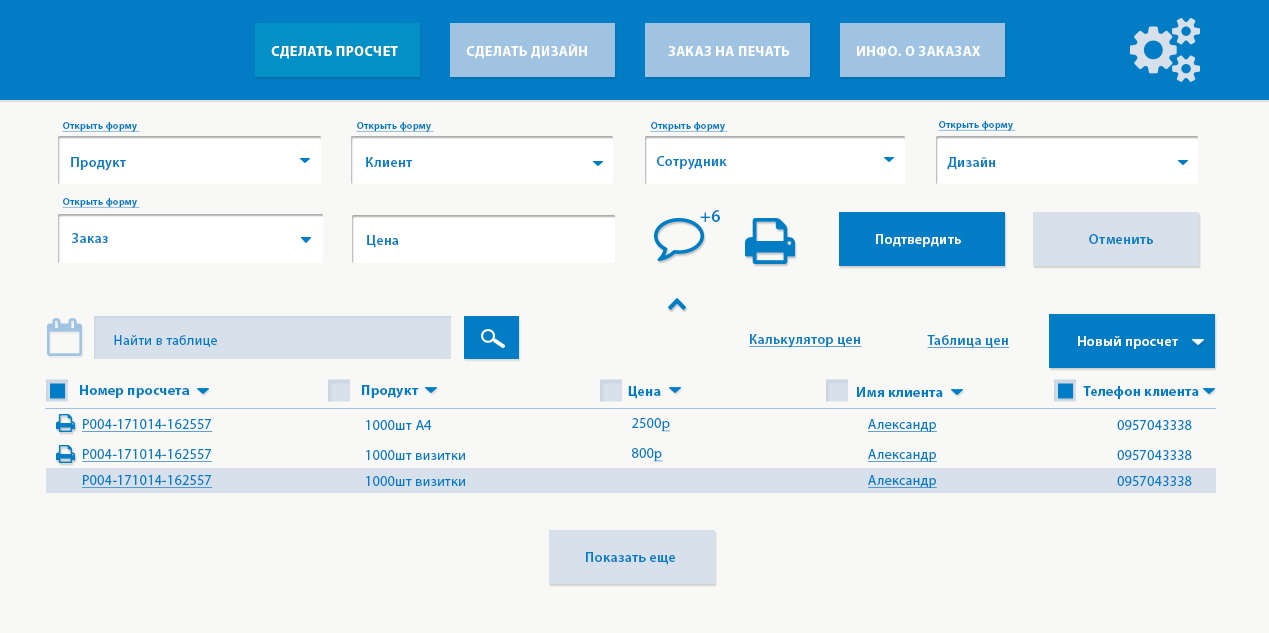 СДЕЛАТЬ ПРОСЧЕТ СДЕЛАТЬ ДИЗАЙН ЗАКАЗ НА ПЕЧАТЬ ИНФО. О ЗАКАЗАХ
Открыть форму Открыть форму Открыть форму Открыть форму
Продукт Клиент Сотрудник Дизайн
Открыть форму
Заказ Цена +6 Подтвердить Отменить
Найти в таблице Калькулятор цен Таблица цен Новый просчет
Номер просчета Продукт Цена Имя клиента Телефон клиента
Р004-171014-162557 1000шт А4 2500р Александр 0957043338
Р004-171014-162557 1000шт визитки 800р Александр 0957043338
Р004-171014-162557 1000шт визитки Александр 0957043338
Показать еще